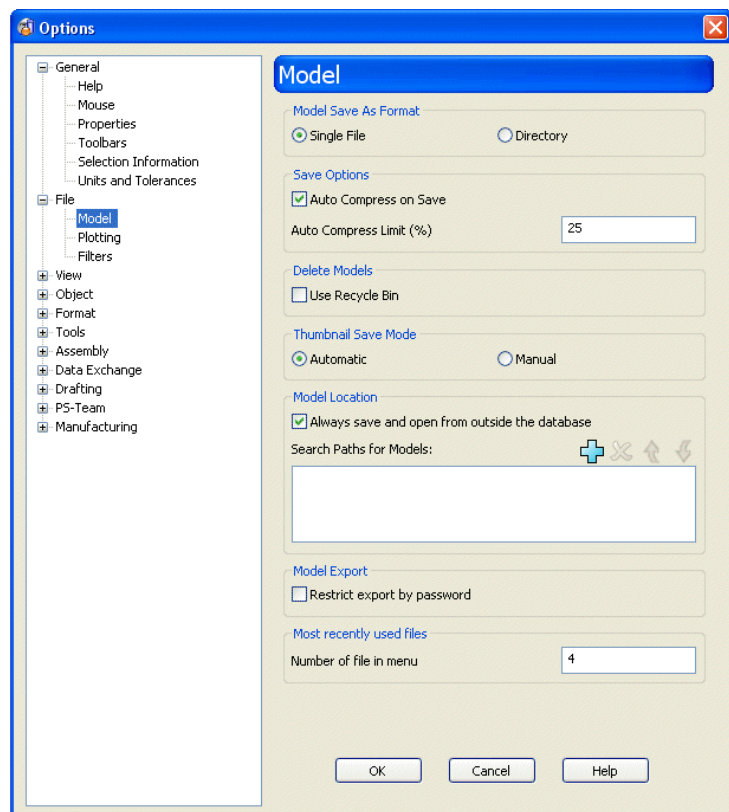 Options
General
Help
Mouse
Properties
Toolbars
Selection Information
Units and Tolerances
File
Model
Plotting
Filters
View
Object
Format
Tools
Assembly
Data Exchange
Drafting
PS-Team
Manufacturing
Model
Model Save As Format
Single File Directory
Save Options
Auto Compress on Save
Auto Compress Limit (%) 25
Delete Models
Use Recycle Bin
Thumbnail Save Mode
Automatic Manual
Model Location
Always save and open from outside the database
Search Paths for Models:
Model Export
Restrict export by password
Most recently used files
Number of file in menu 4
OK Cancel Help